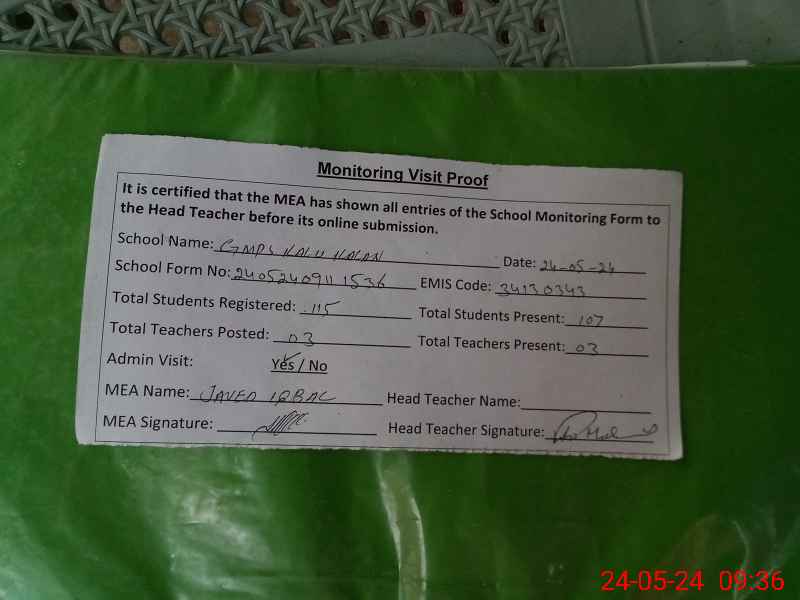 Monitoring Visit Proof
It is certified that the MEA has shown all entries of the School Monitoring Form to
the Head Teacher before its online submission.
School Name: GMPS KALU KALAN Date: 24-05-24
School Form No: 2405240911 1536 EMIS Code: 34130343
Total Students Registered: 115 Total Students Present: 107
Total Teachers Posted: 03 Total Teachers Present: 03
Admin Visit: Yes / No
MEA Name: JAVED IQBAL Head Teacher Name:
MEA Signature: Head Teacher Signature:
24-05-24 09:36